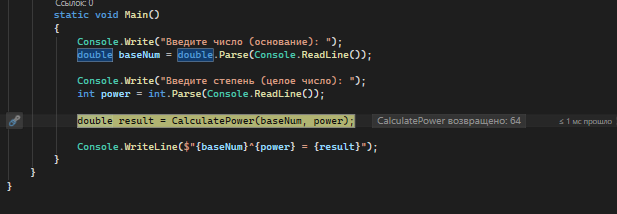 Ссылок: 0
static void Main()
{
Console.Write("Введите число (основание): ");
double baseNum = double.Parse(Console.ReadLine());
Console.Write("Введите степень (целое число): ");
int power = int.Parse(Console.ReadLine());
double result = CalculatePower(baseNum, power); CalculatePower возвращено: 64 ≤ 1 мс прошло
Console.WriteLine($"{baseNum}^{power} = {result}");
}
}
}